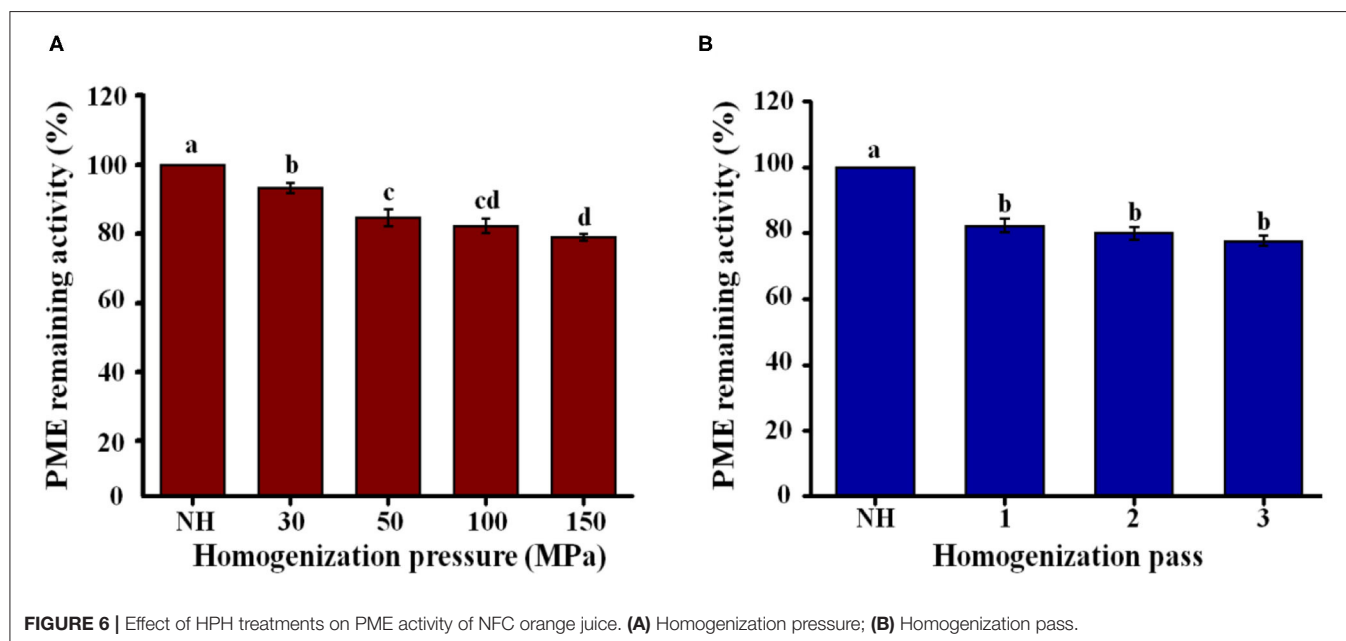 A
PME remaining activity (%)
120
100
80
60
40
20
0
a
b
c
cd
d
NH 30 50 100 150
Homogenization pressure (MPa)
B
PME remaining activity (%)
120
100
80
60
40
20
0
a
b
b
b
NH 1 2 3
Homogenization pass
FIGURE 6 | Effect of HPH treatments on PME activity of NFC orange juice. (A) Homogenization pressure; (B) Homogenization pass.